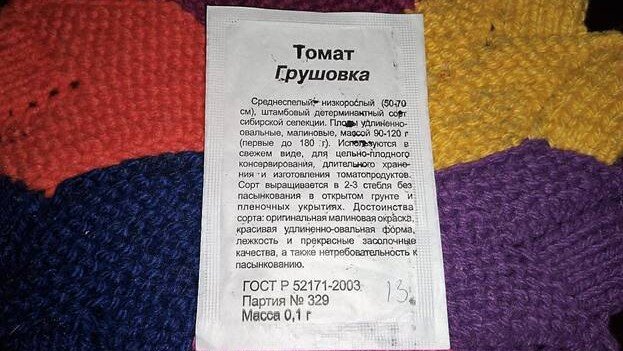 Томат
Грушовка
Среднеспелый, низкорослый (50-70
см), штамбовый детерминантный сорт
сибирской селекции. Плоды удлиненно-
овальные, малиновые, массой 90-120 г
(первые до 180 г). Используются в
свежем виде, для цельно-плодного
консервирования, длительного хране-
ния и изготовления томатопродуктов.
Сорт выращивается в 2-3 стебля без
пасынкования в открытом грунте и
пленочных укрытиях. Достоинства
сорта: оригинальная малиновая окраска,
красивая удлиненно-овальная форма,
лежкость и прекрасные засолочные
качества, а также нетребовательность к
пасынкованию.
ГОСТ Р 52171-2003
Партия № 329
Масса 0,1 г
13